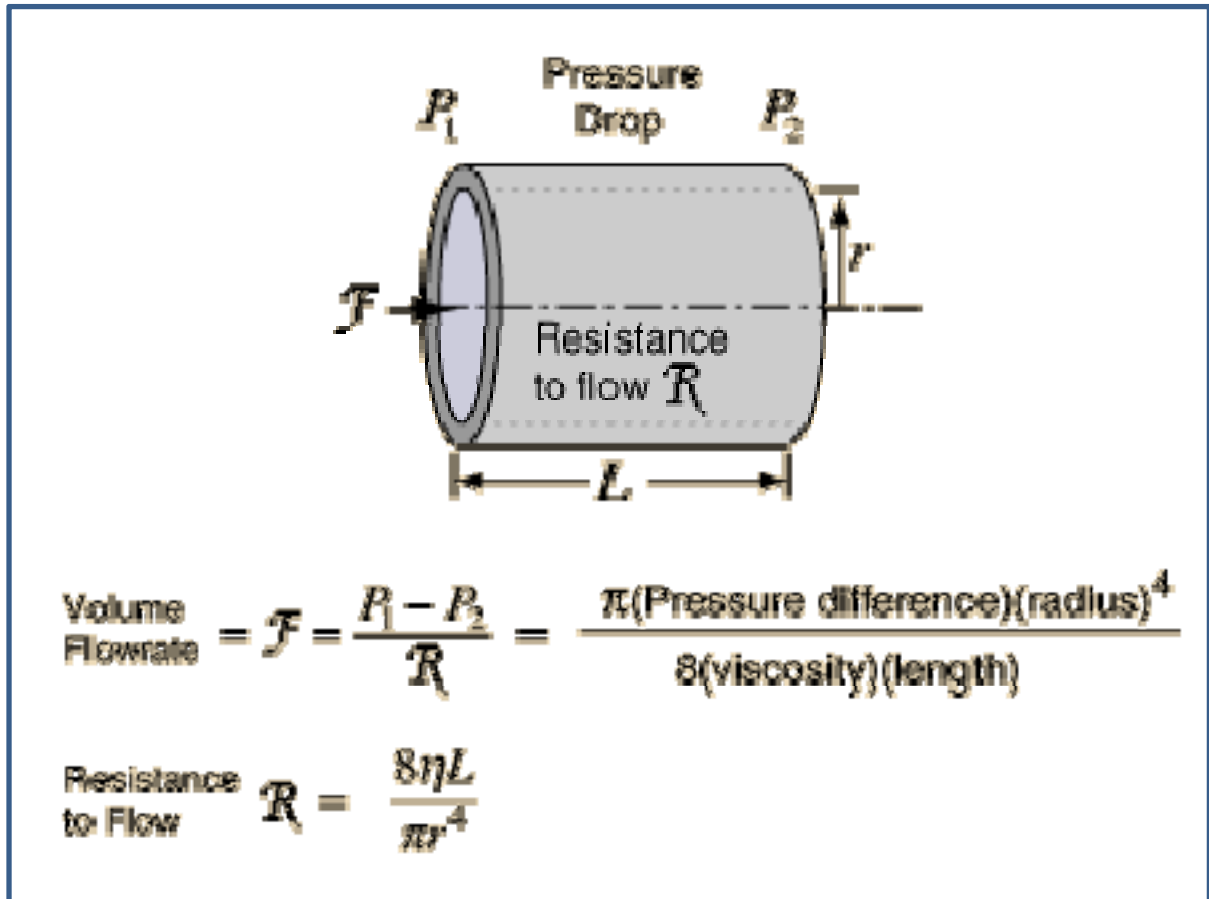 Pressure
Drop
P₁ P₂
r
ℱ
Resistance
to flow ℛ
L
Volume
Flowrate = ℱ = (P₁ − P₂)/ℛ = π(Pressure difference)(radius)⁴ / 8(viscosity)(length)
Resistance
to Flow ℛ = 8ηL / πr⁴